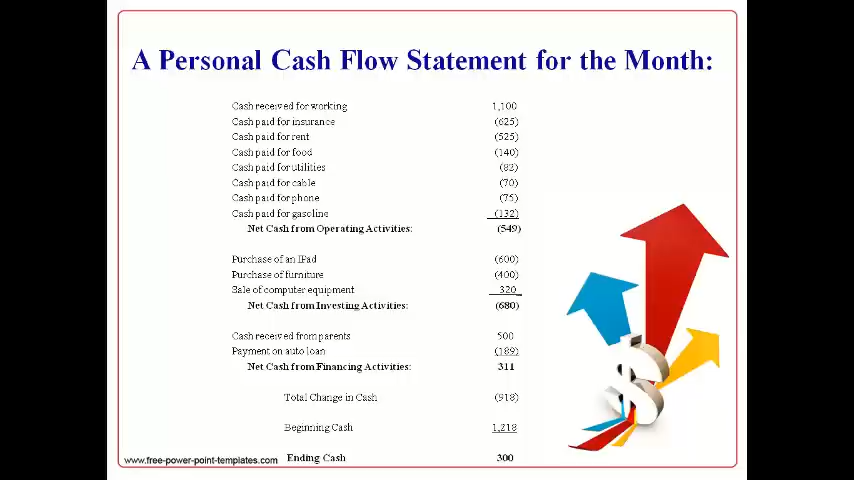 A Personal Cash Flow Statement for the Month:
Cash received for working 1,100
Cash paid for insurance (625)
Cash paid for rent (525)
Cash paid for food (140)
Cash paid for utilities (82)
Cash paid for cable (70)
Cash paid for phone (75)
Cash paid for gasoline (132)
Net Cash from Operating Activities: (549)
Purchase of an IPad (600)
Purchase of furniture (400)
Sale of computer equipment 320
Net Cash from Investing Activities: (680)
Cash received from parents 500
Payment on auto loan (189)
Net Cash from Financing Activities: 311
Total Change in Cash (918)
Beginning Cash 1,218
Ending Cash 300
www.free-power-point-templates.com